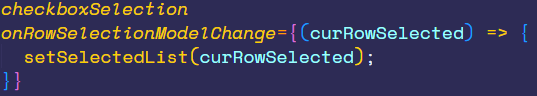 checkboxSelection
onRowSelectionModelChange={(curRowSelected) => {
  setSelectedList(curRowSelected);
}}